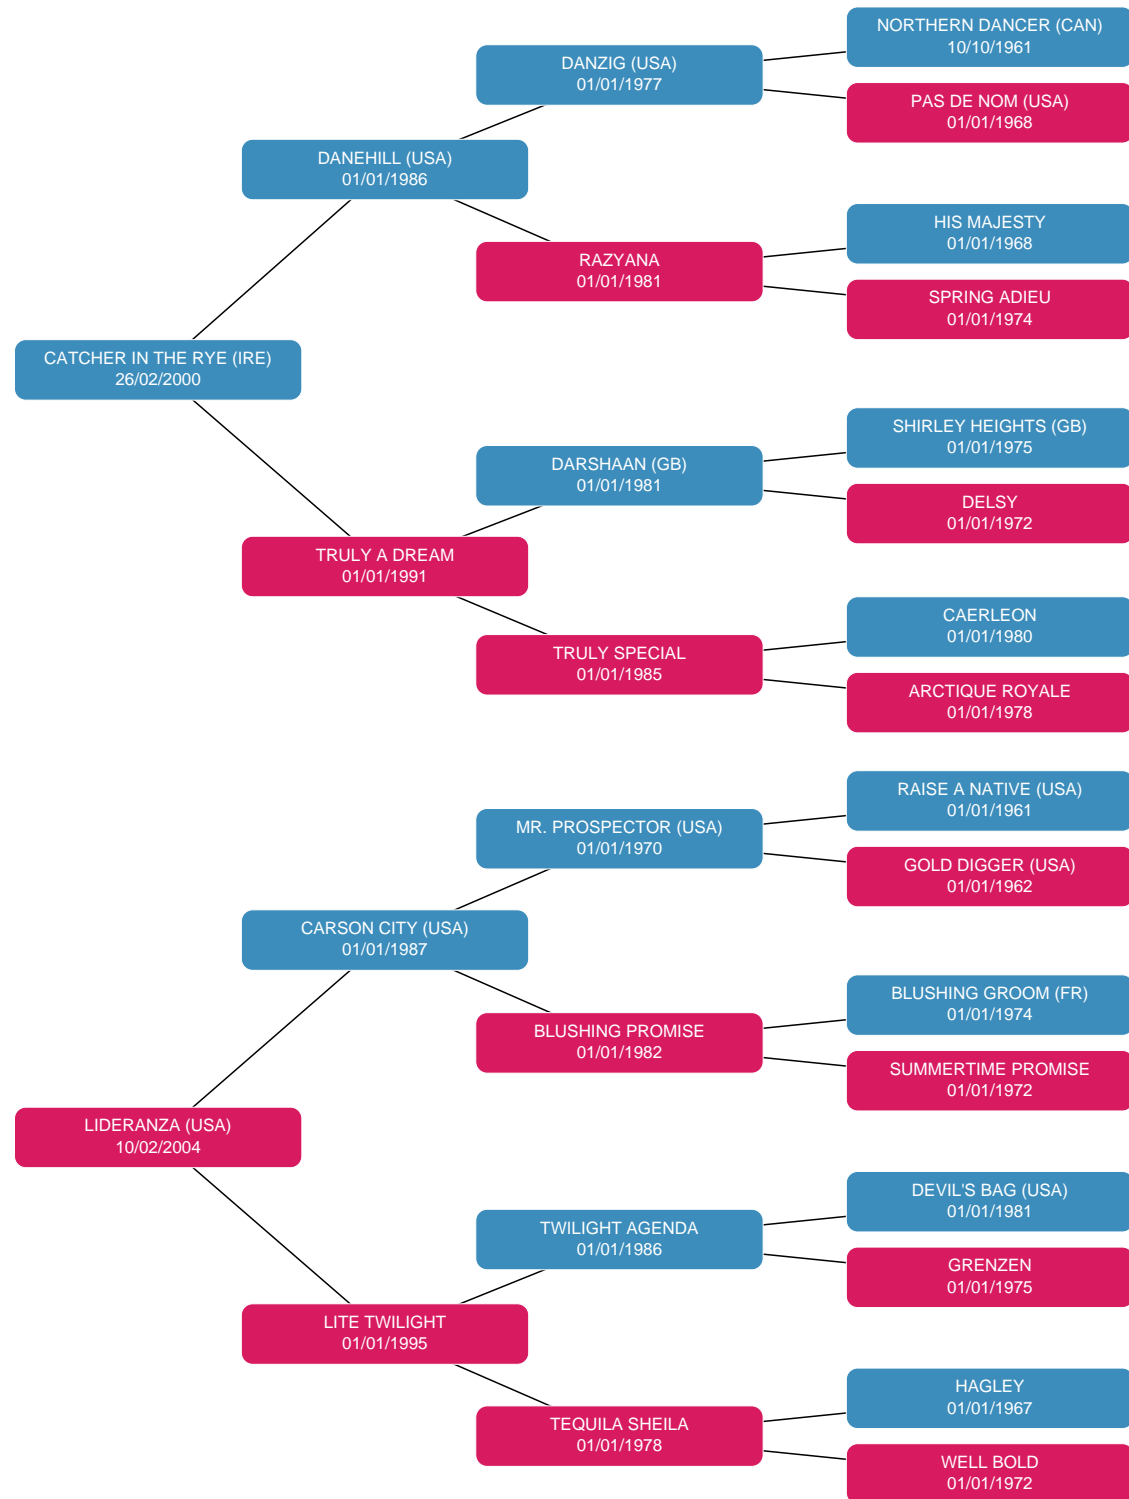 NORTHERN DANCER (CAN)
10/10/1961
DANZIG (USA)
01/01/1977
PAS DE NOM (USA)
01/01/1968
DANEHILL (USA)
01/01/1986
HIS MAJESTY
01/01/1968
RAZYANA
01/01/1981
SPRING ADIEU
01/01/1974
CATCHER IN THE RYE (IRE)
26/02/2000
SHIRLEY HEIGHTS (GB)
01/01/1975
DARSHAAN (GB)
01/01/1981
DELSY
01/01/1972
TRULY A DREAM
01/01/1991
CAERLEON
01/01/1980
TRULY SPECIAL
01/01/1985
ARCTIQUE ROYALE
01/01/1978
RAISE A NATIVE (USA)
01/01/1961
MR. PROSPECTOR (USA)
01/01/1970
GOLD DIGGER (USA)
01/01/1962
CARSON CITY (USA)
01/01/1987
BLUSHING GROOM (FR)
01/01/1974
BLUSHING PROMISE
01/01/1982
SUMMERTIME PROMISE
01/01/1972
LIDERANZA (USA)
10/02/2004
DEVIL'S BAG (USA)
01/01/1981
TWILIGHT AGENDA
01/01/1986
GRENZEN
01/01/1975
LITE TWILIGHT
01/01/1995
HAGLEY
01/01/1967
TEQUILA SHEILA
01/01/1978
WELL BOLD
01/01/1972